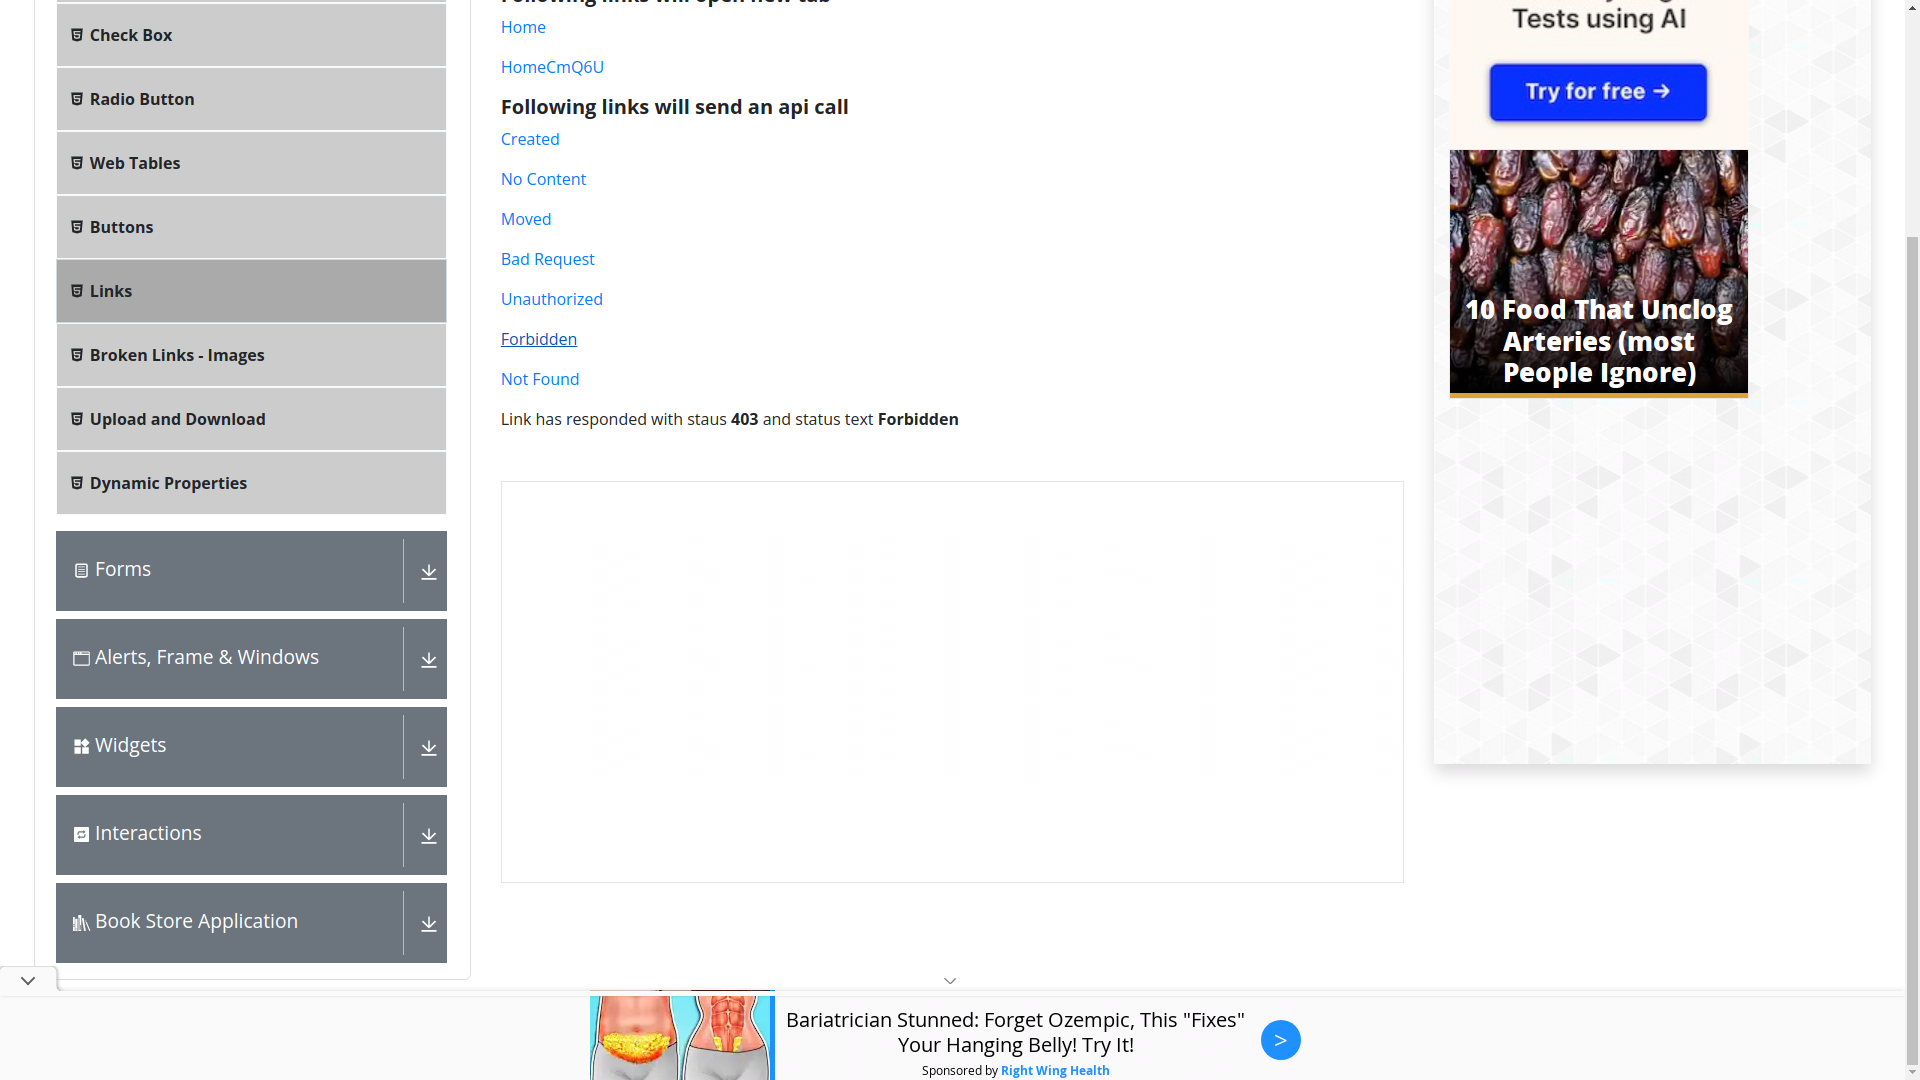 Check Box
Radio Button
Web Tables
Buttons
Links
Broken Links - Images
Upload and Download
Dynamic Properties
Forms
Alerts, Frame & Windows
Widgets
Interactions
Book Store Application
Home
HomeCmQ6U
Following links will send an api call
Created
No Content
Moved
Bad Request
Unauthorized
Forbidden
Not Found
Link has responded with staus 403 and status text Forbidden
Tests using AI
Try for free →
10 Food That Unclog
Arteries (most
People Ignore)
Bariatrician Stunned: Forget Ozempic, This "Fixes"
Your Hanging Belly! Try It!
Sponsored by Right Wing Health
>